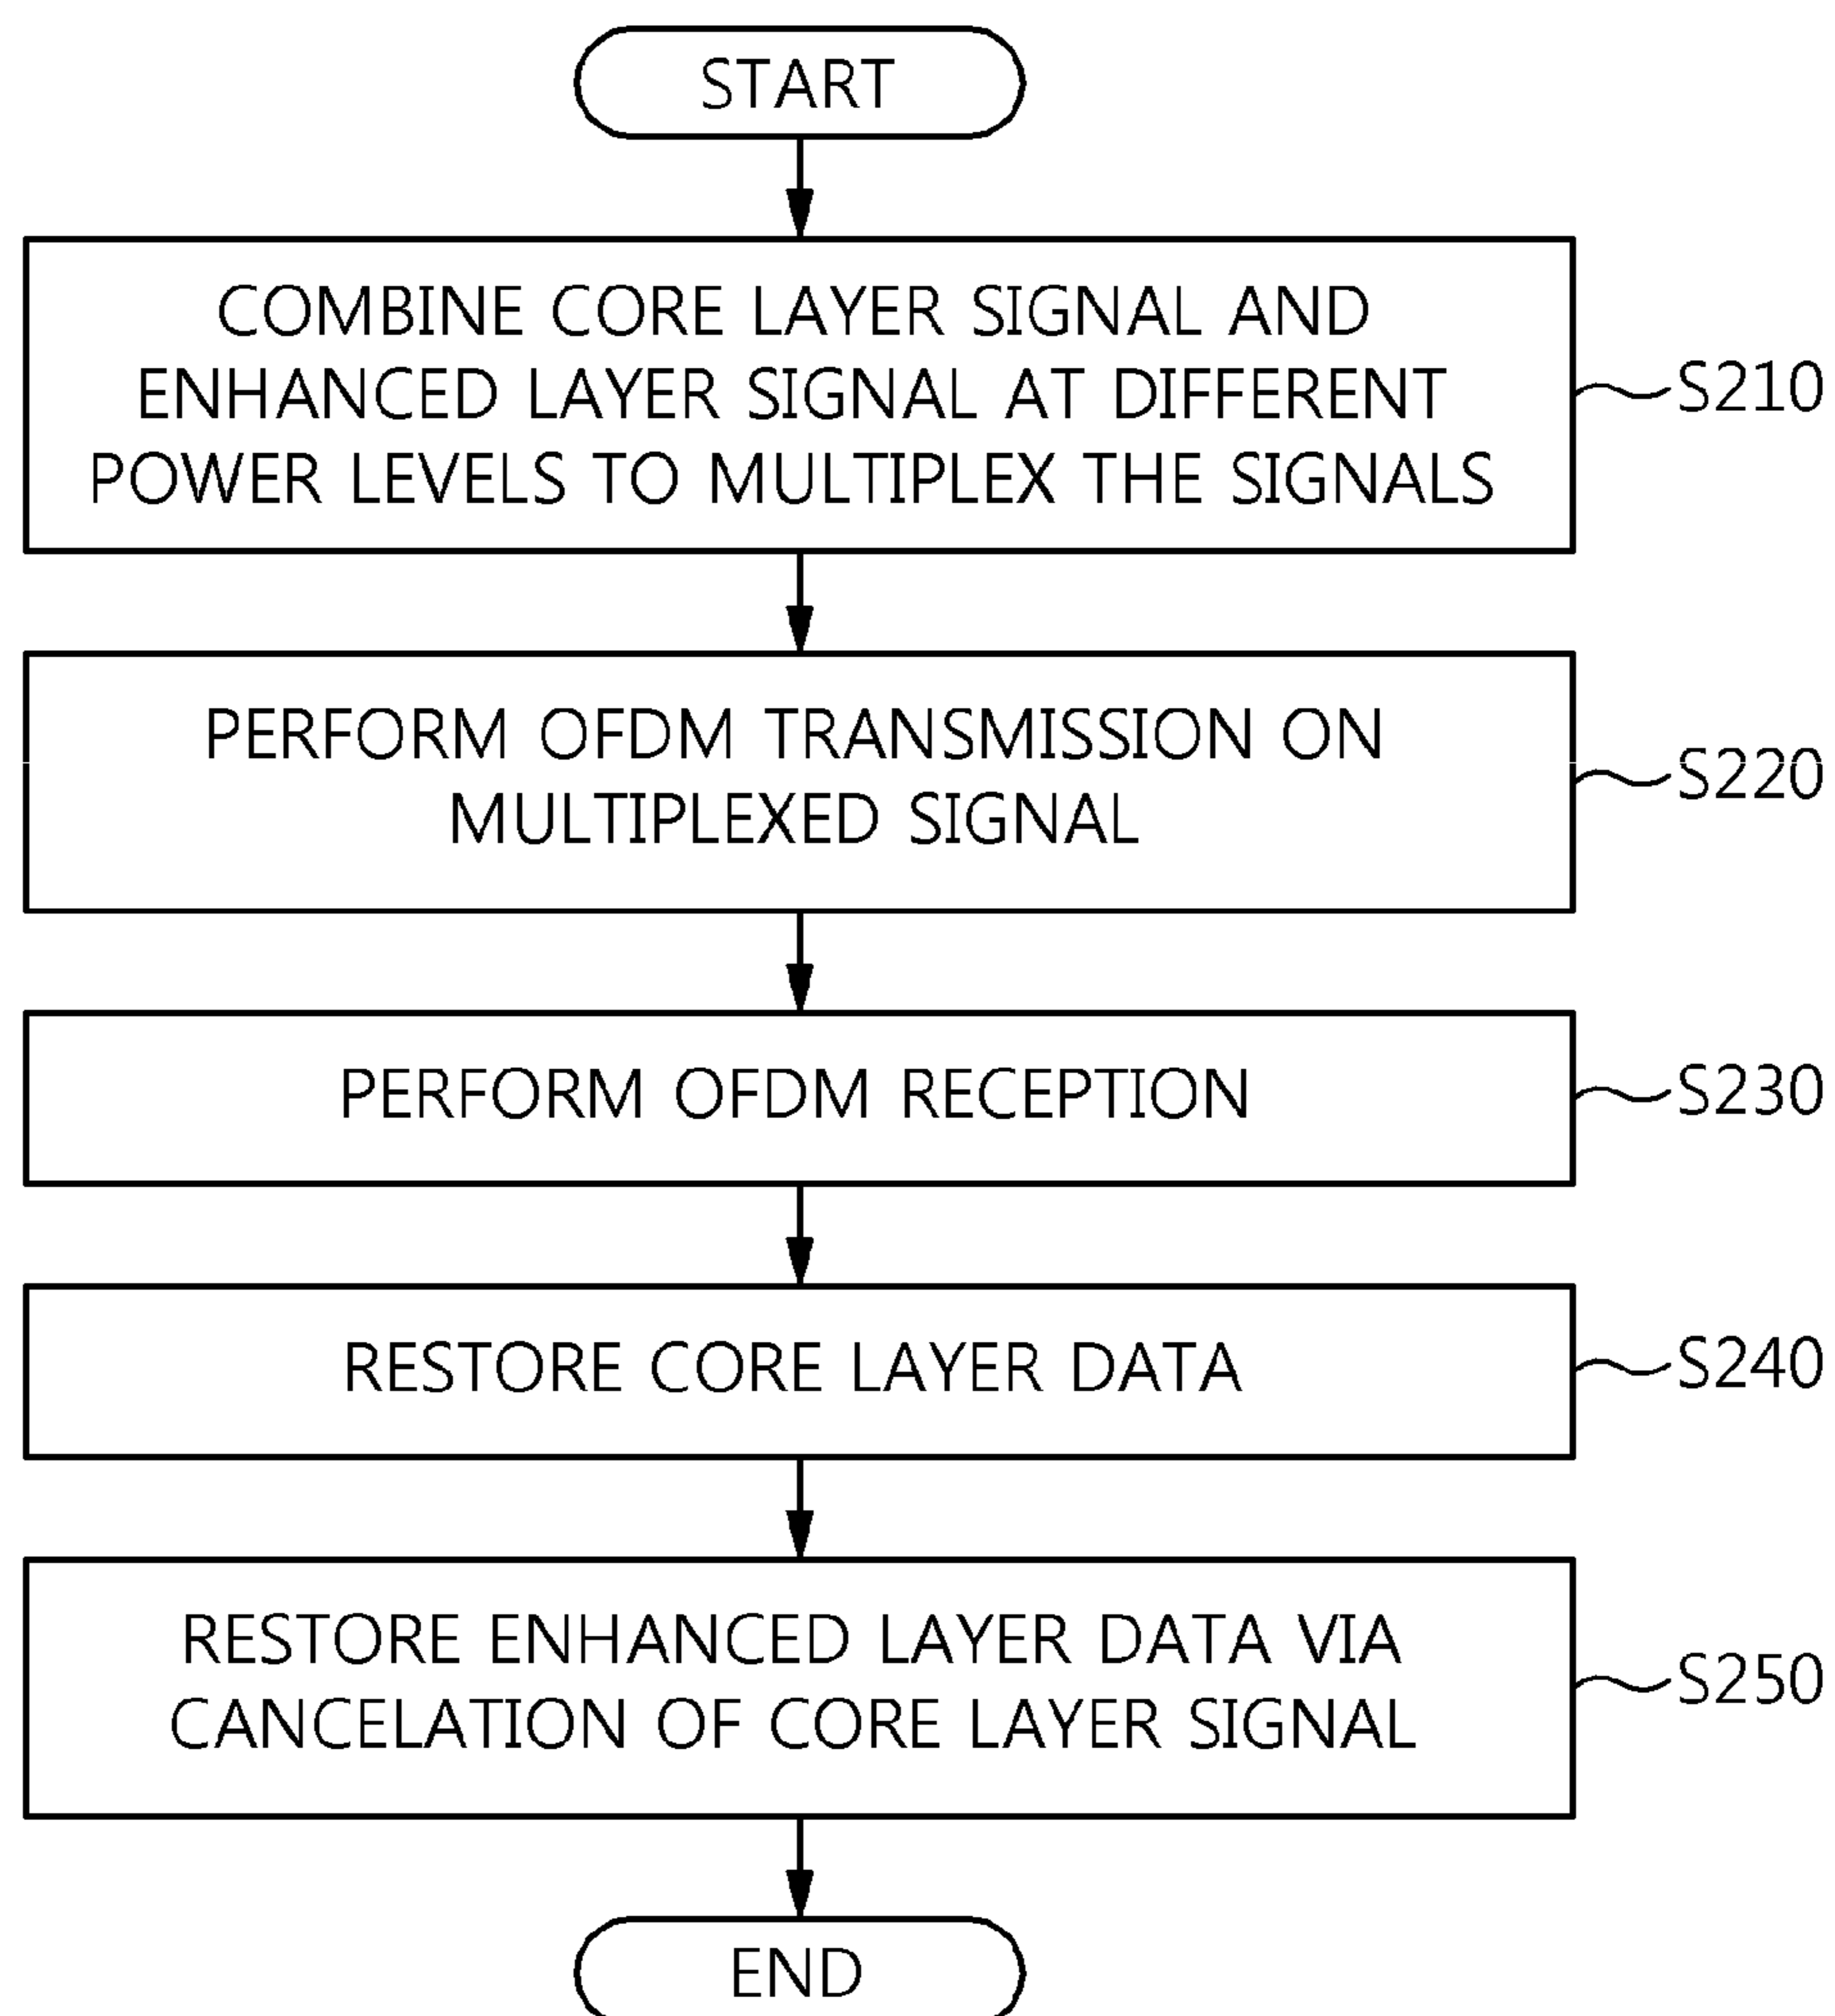 START
COMBINE CORE LAYER SIGNAL AND
ENHANCED LAYER SIGNAL AT DIFFERENT
POWER LEVELS TO MULTIPLEX THE SIGNALS
S210
PERFORM OFDM TRANSMISSION ON
MULTIPLEXED SIGNAL
S220
PERFORM OFDM RECEPTION
S230
RESTORE CORE LAYER DATA
S240
RESTORE ENHANCED LAYER DATA VIA
CANCELATION OF CORE LAYER SIGNAL
S250
END